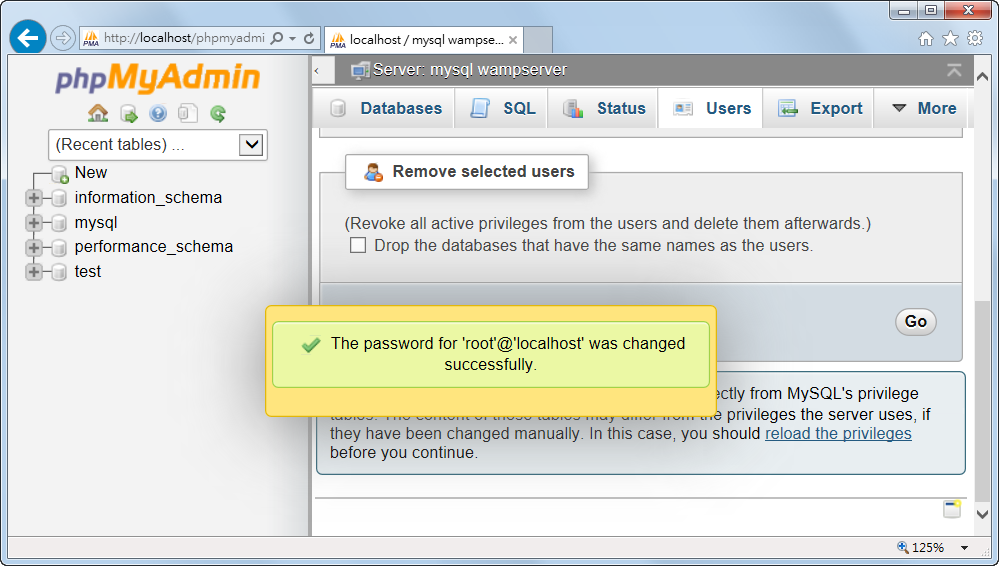 http://localhost/phpmyadmi
localhost / mysql wampse...
phpMyAdmin
(Recent tables) ...
New
information_schema
mysql
performance_schema
test
Server: mysql wampserver
Databases
SQL
Status
Users
Export
More
Remove selected users
(Revoke all active privileges from the users and delete them afterwards.)
Drop the databases that have the same names as the users.
Go
The password for 'root'@'localhost' was changed
successfully.
ectly from MySQL's privilege
tables. The content of these tables may differ from the privileges the server uses, if
they have been changed manually. In this case, you should reload the privileges
before you continue.
125%